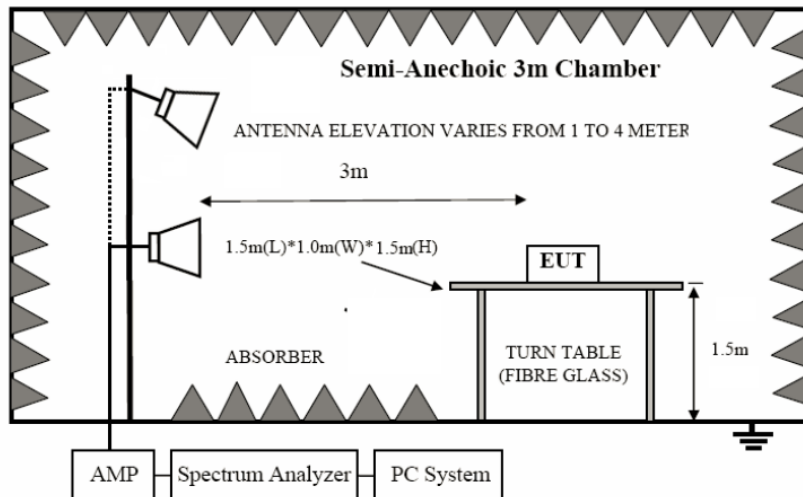 Semi-Anechoic 3m Chamber
ANTENNA ELEVATION VARIES FROM 1 TO 4 METER
3m
1.5m(L)*1.0m(W)*1.5m(H)
EUT
ABSORBER
TURN TABLE
(FIBRE GLASS)
1.5m
AMP
Spectrum Analyzer
PC System